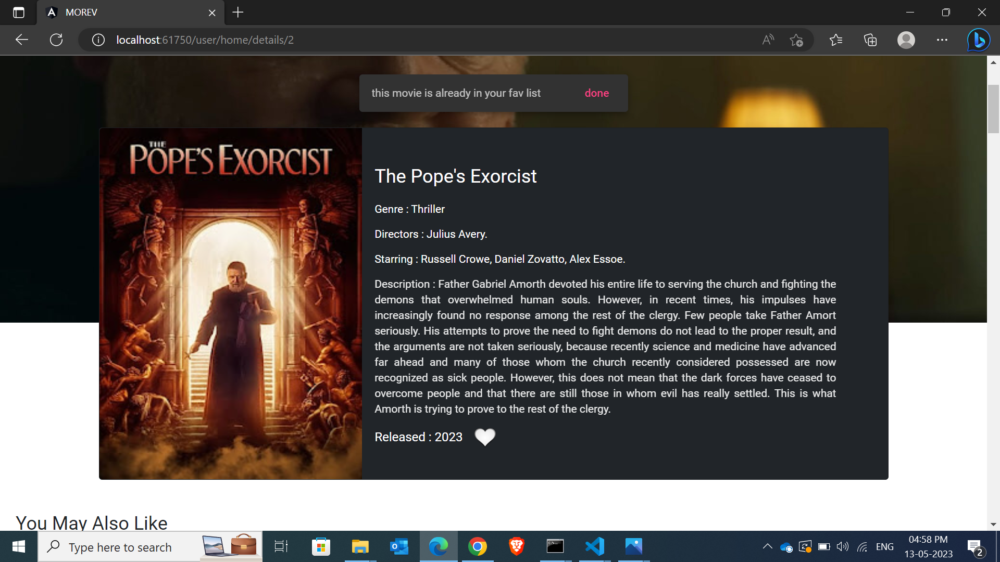 MOREV
localhost:61750/user/home/details/2
this movie is already in your fav list done
THE
POPE'S EXORCIST
The Pope's Exorcist
Genre : Thriller
Directors : Julius Avery.
Starring : Russell Crowe, Daniel Zovatto, Alex Essoe.
Description : Father Gabriel Amorth devoted his entire life to serving the church and fighting the
demons that overwhelmed human souls. However, in recent times, his impulses have
increasingly found no response among the rest of the clergy. Few people take Father Amort
seriously. His attempts to prove the need to fight demons do not lead to the proper result, and
the arguments are not taken seriously, because recently science and medicine have advanced
far ahead and many of those whom the church recently considered possessed are now
recognized as sick people. However, this does not mean that the dark forces have ceased to
overcome people and that there are still those in whom evil has really settled. This is what
Amorth is trying to prove to the rest of the clergy.
Released : 2023
You May Also Like
Type here to search
ENG
04:58 PM
13-05-2023
2